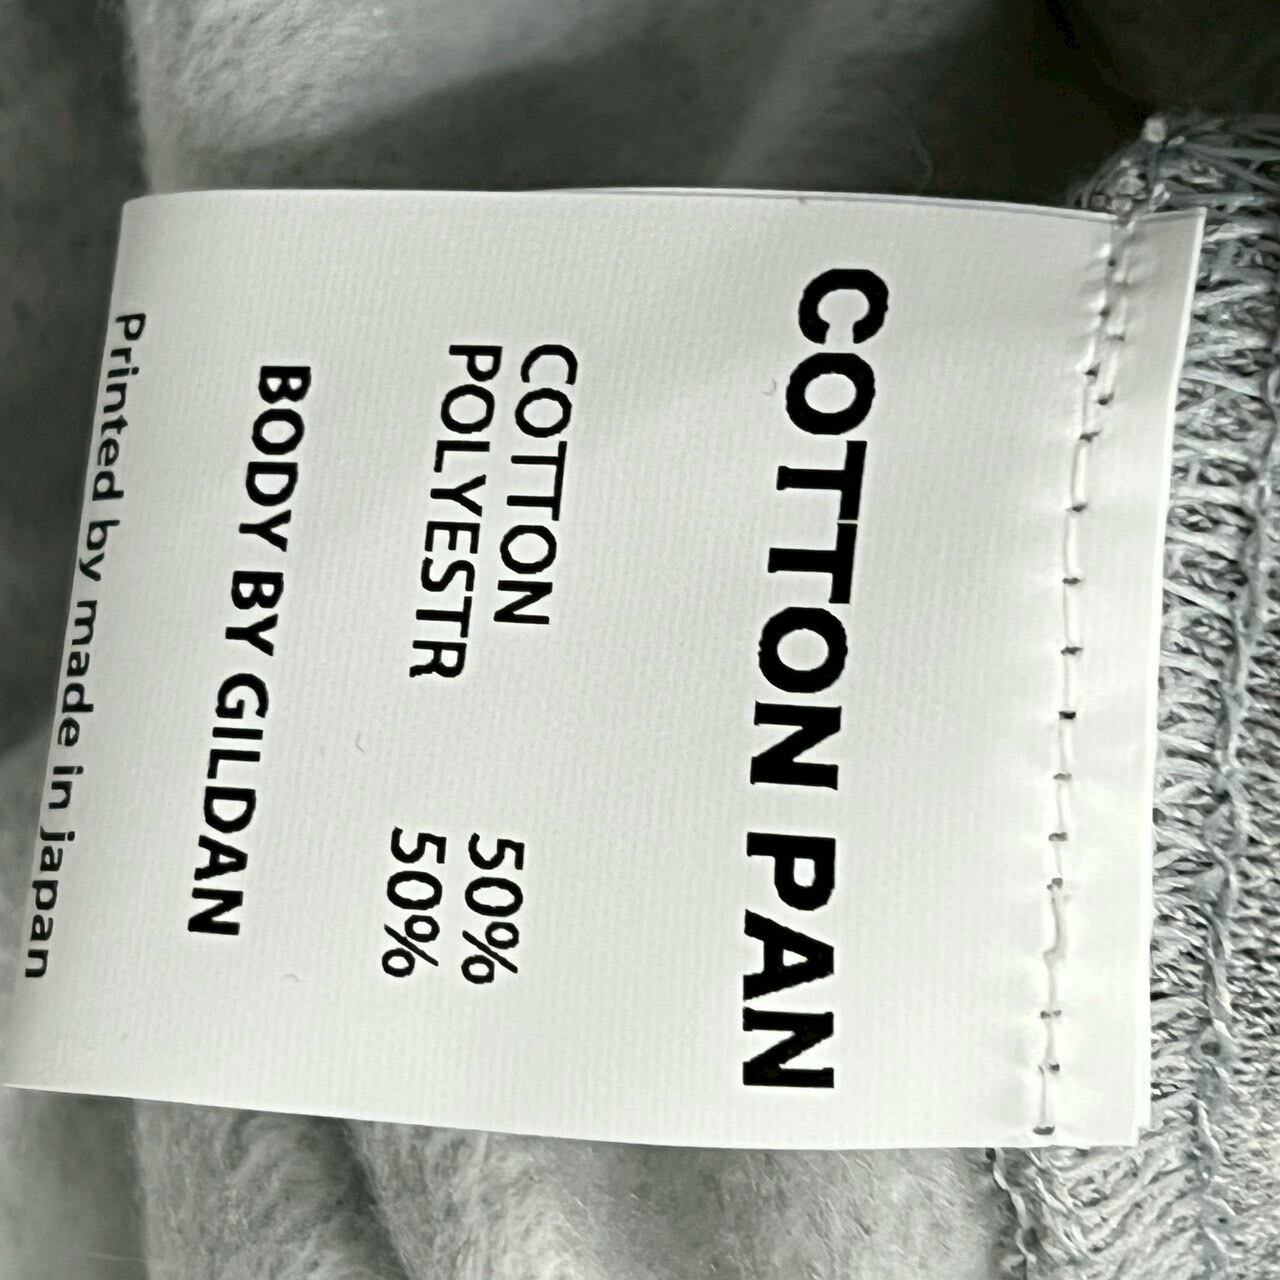 COTTON PAN
COTTON 50%
POLYESTR 50%
BODY BY GILDAN
Printed by made in japan